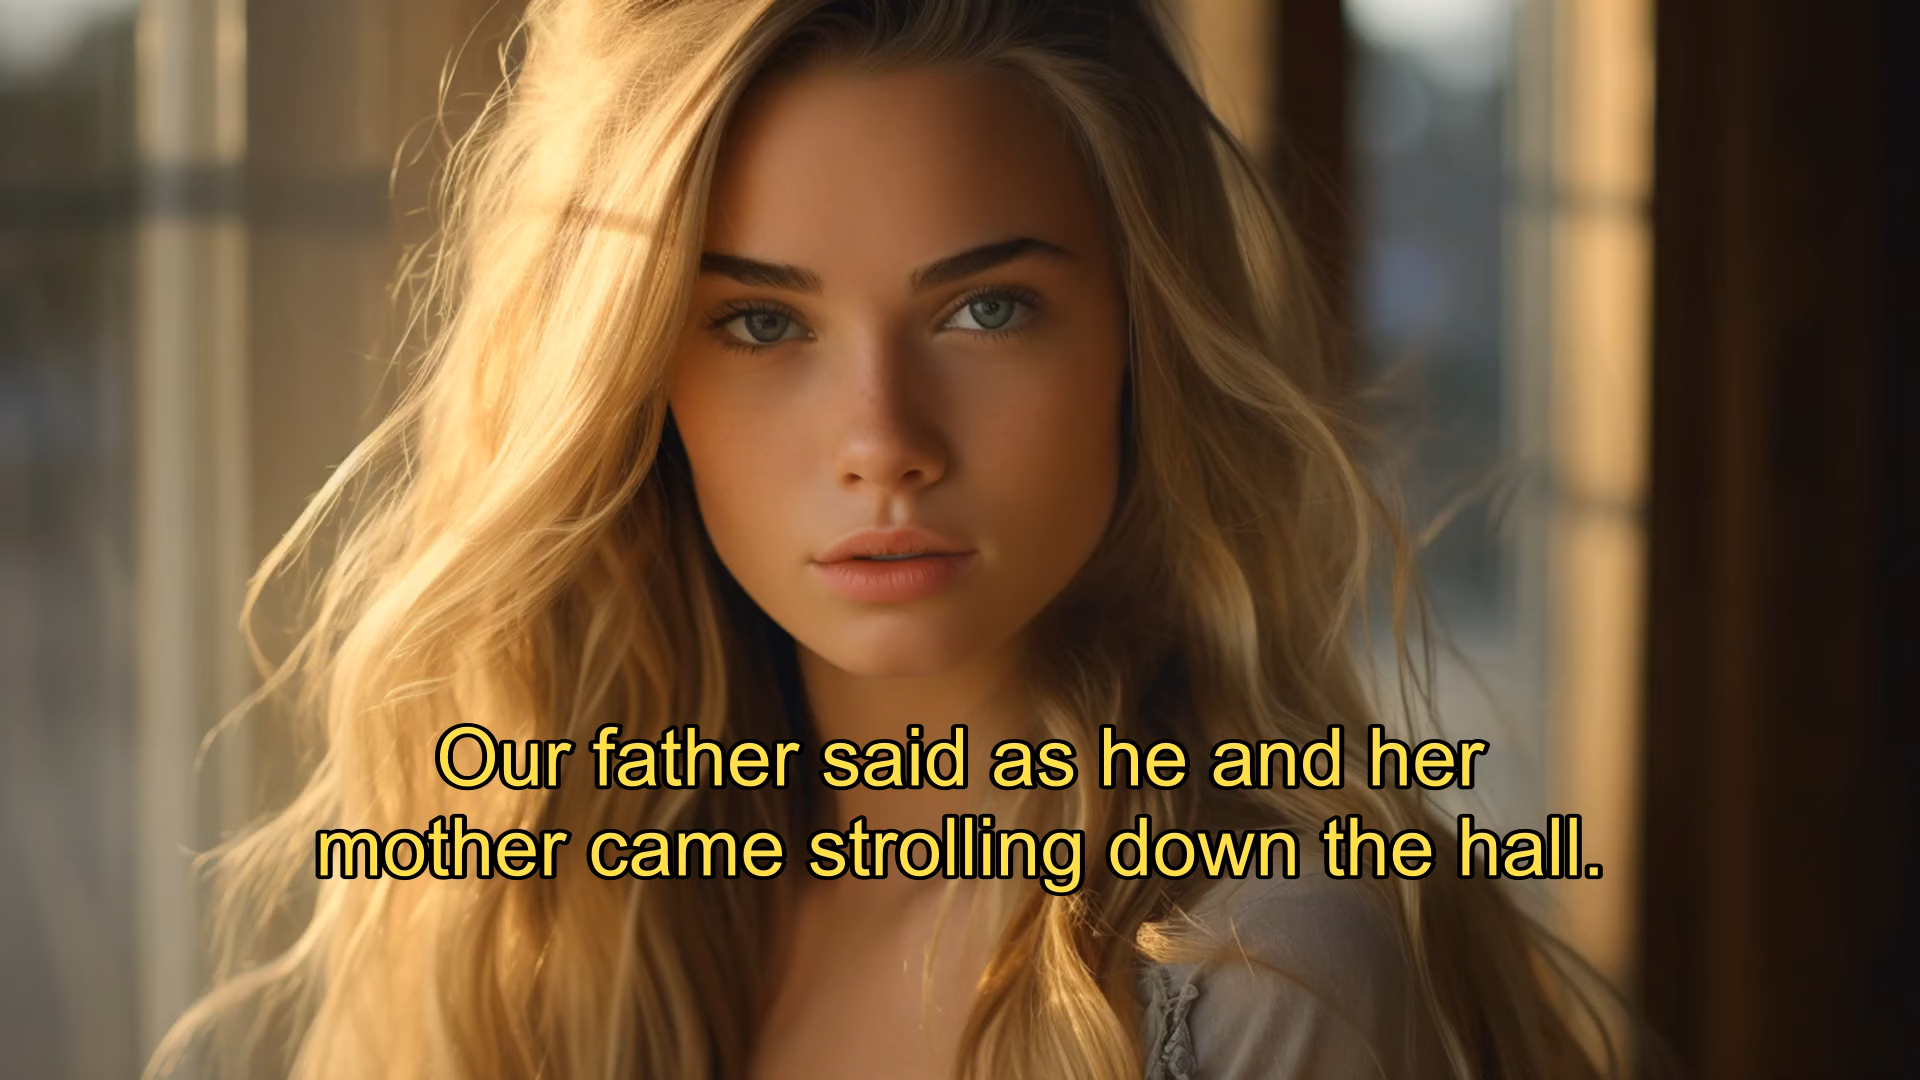 Our father said as he and her
mother came strolling down the hall.